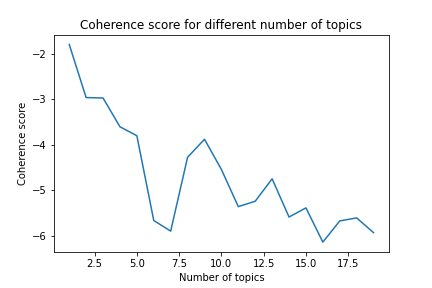 Coherence score for different number of topics
Coherence score
−2
−3
−4
−5
−6
2.5 5.0 7.5 10.0 12.5 15.0 17.5
Number of topics